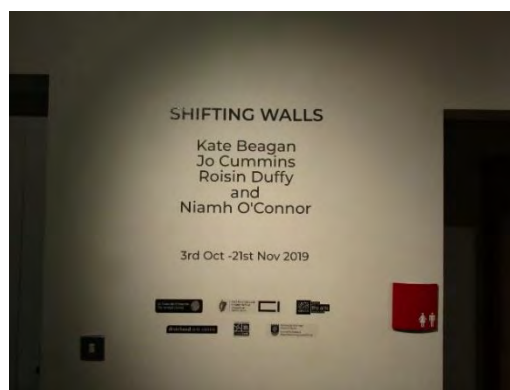 SHIFTING WALLS
Kate Beagan
Jo Cummins
Roisin Duffy
and
Niamh O'Connor
3rd Oct -21st Nov 2019